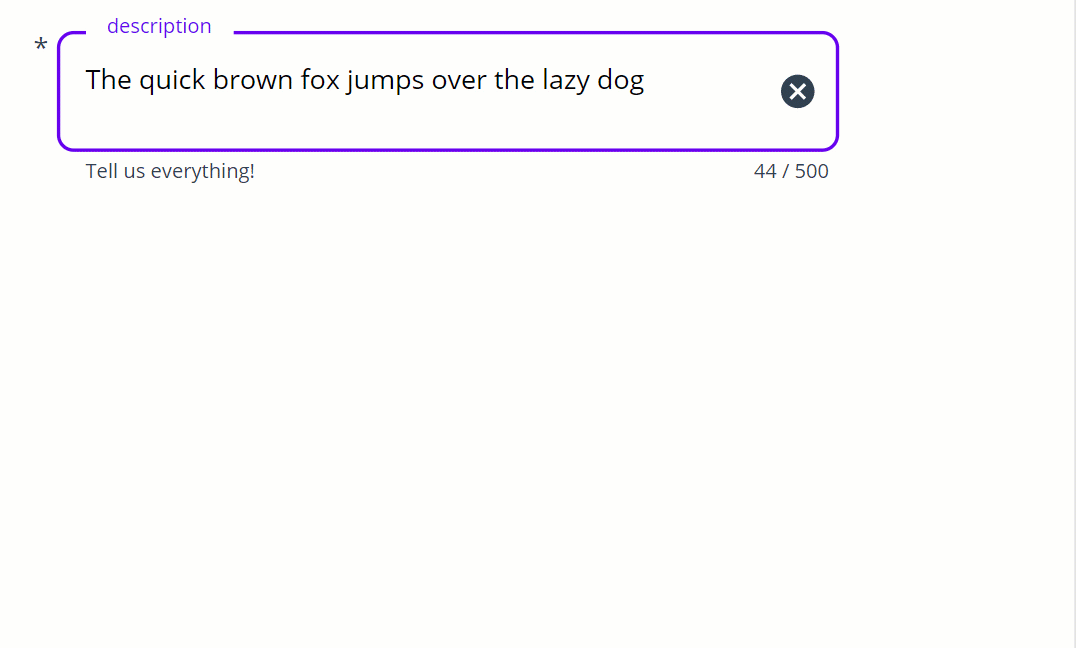 description
*
The quick brown fox jumps over the lazy dog
Tell us everything!
44 / 500